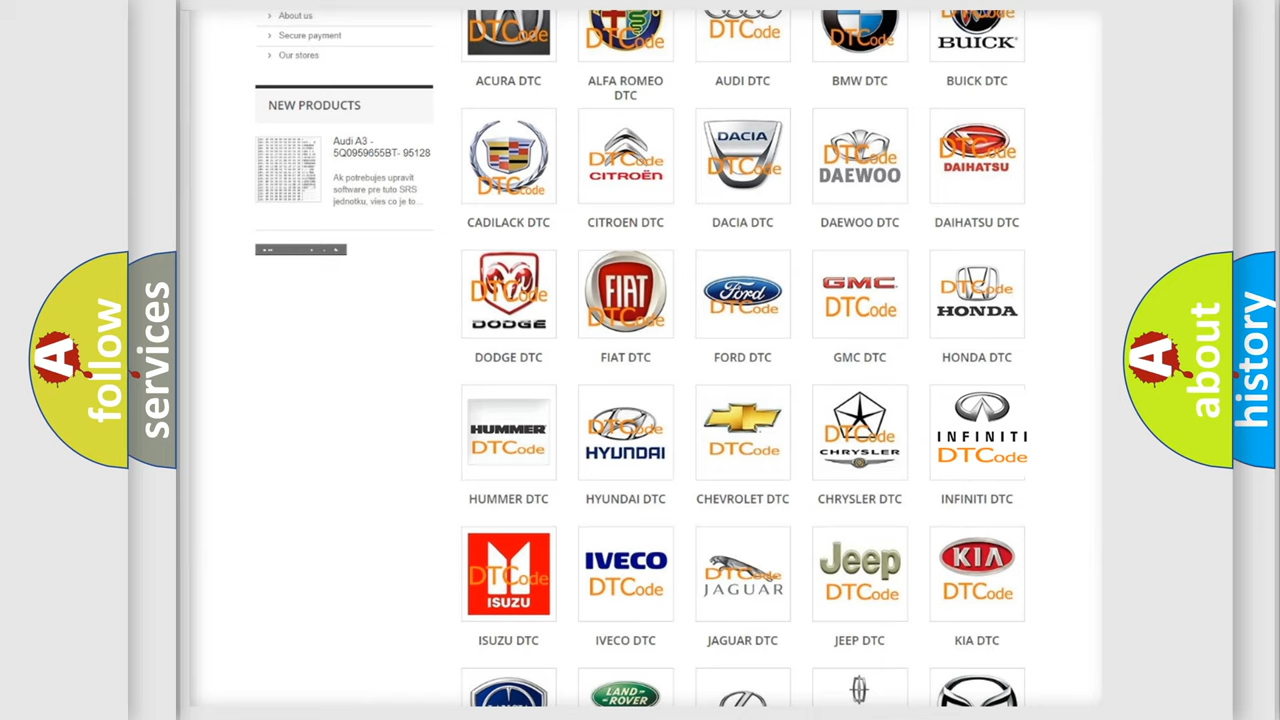 About us
Secure payment
Our stores
NEW PRODUCTS
Audi A3 -
5Q0959655BT- 95128
Ak potrebujes upravit
software pre tuto SRS
jednotku, vies co je to...
DTCode
DTCode
DTCode
DTCode
BUICK
ACURA DTC
ALFA ROMEO
DTC
AUDI DTC
BMW DTC
BUICK DTC
DTCode
DTCode
CITROËN
DACIA
DTCode
DTCode
DAEWOO
DTCode
DAIHATSU
CADILACK DTC
CITROEN DTC
DACIA DTC
DAEWOO DTC
DAIHATSU DTC
DTCode
DODGE
FIAT
DTCode
Ford
DTCode
GMC
DTCode
DTCode
HONDA
DODGE DTC
FIAT DTC
FORD DTC
GMC DTC
HONDA DTC
HUMMER
DTCode
DTCode
HYUNDAI
DTCode
DTCode
CHRYSLER
INFINITI
DTCode
HUMMER DTC
HYUNDAI DTC
CHEVROLET DTC
CHRYSLER DTC
INFINITI DTC
DTCode
ISUZU
IVECO
DTCode
DTCode
JAGUAR
Jeep
DTCode
KIA
DTCode
ISUZU DTC
IVECO DTC
JAGUAR DTC
JEEP DTC
KIA DTC
LAND-
ROVER
A
follow
services
A
about
history